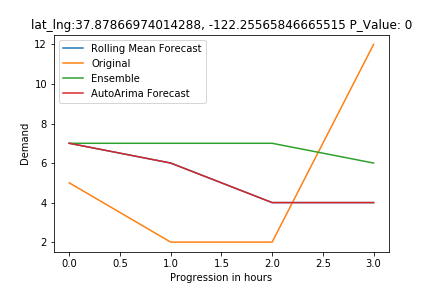 lat_lng:37.87866974014288, -122.25565846665515 P_Value: 0
Rolling Mean Forecast
Original
Ensemble
AutoArima Forecast
Demand
12
10
8
6
4
2
0.0 0.5 1.0 1.5 2.0 2.5 3.0
Progression in hours